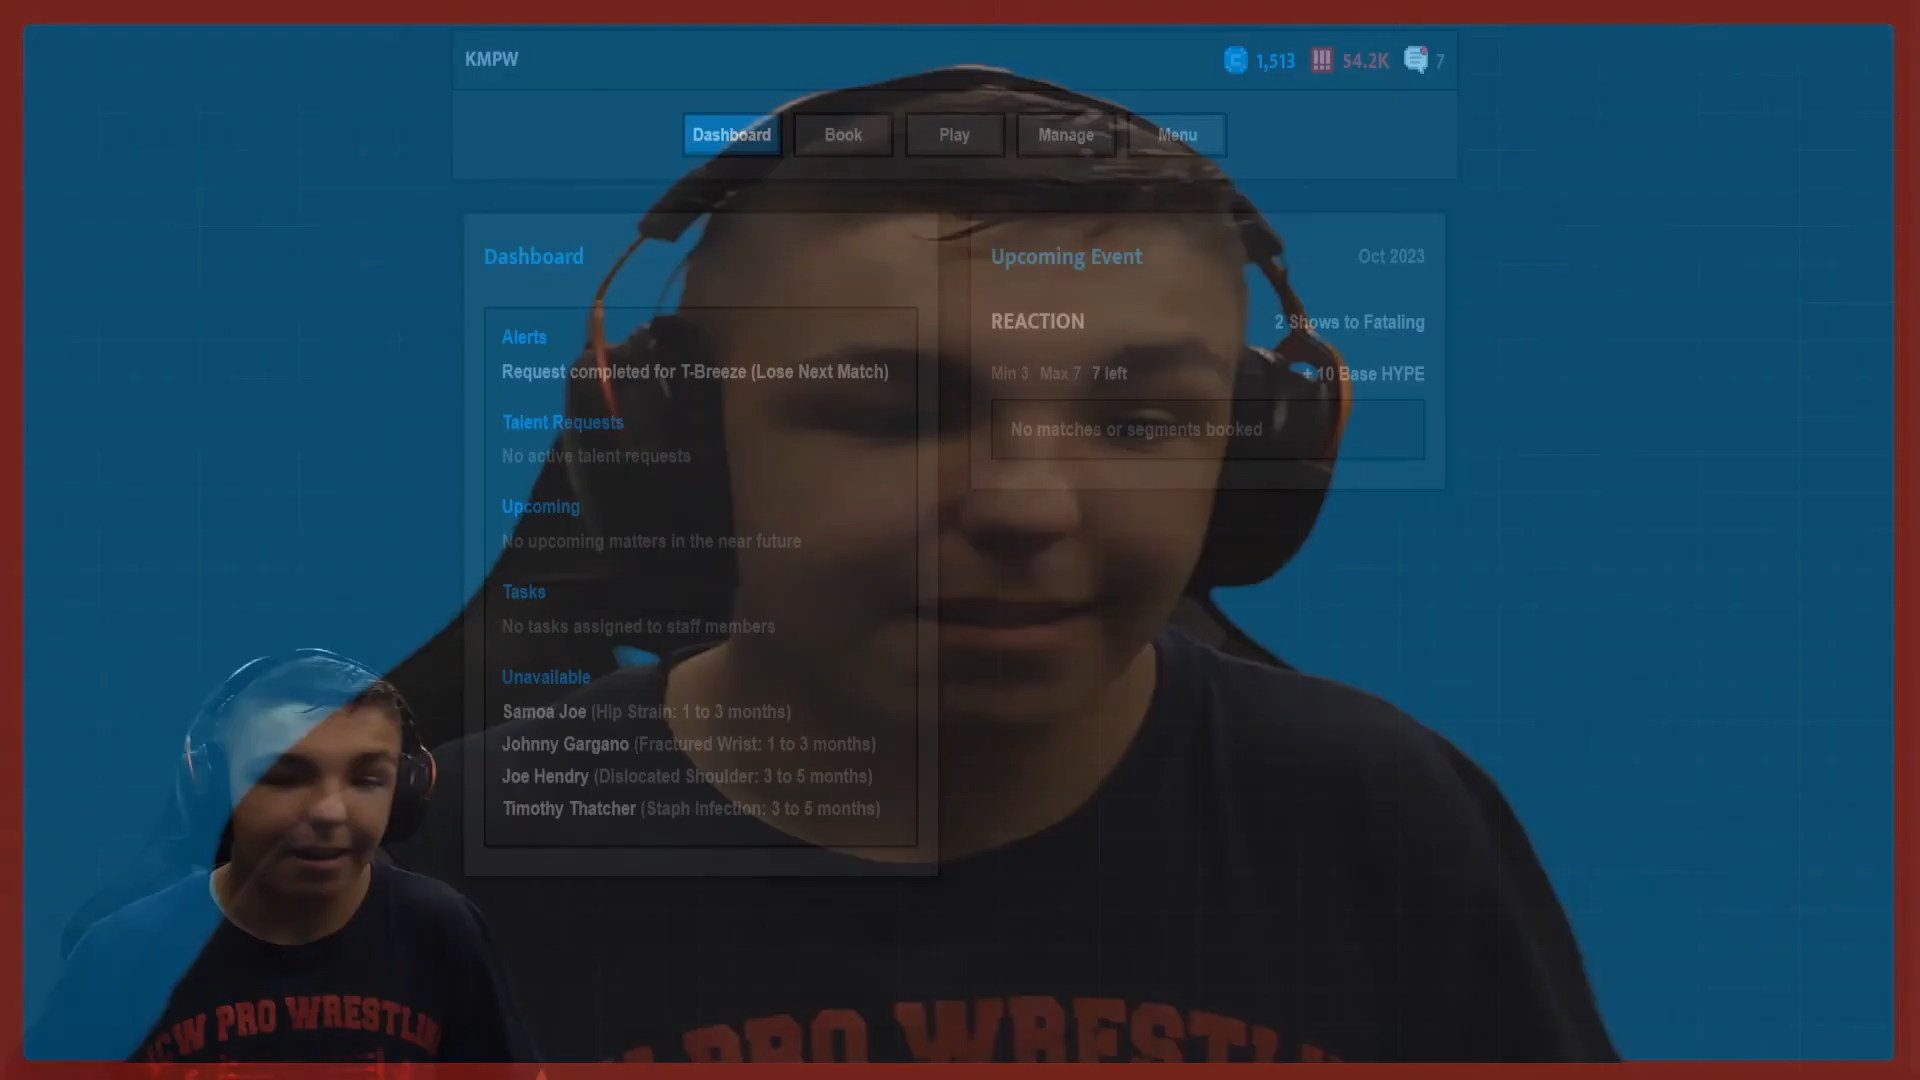 KMPW
1,513
54.2K
7
Dashboard
Book
Play
Manage
Menu
Dashboard
Alerts
Request completed for T-Breeze (Lose Next Match)
Talent Requests
No active talent requests
Upcoming
No upcoming matters in the near future
Tasks
No tasks assigned to staff members
Unavailable
Samoa Joe (Hip Strain: 1 to 3 months)
Johnny Gargano (Fractured Wrist: 1 to 3 months)
Joe Hendry (Dislocated Shoulder: 3 to 5 months)
Timothy Thatcher (Staph Infection: 3 to 5 months)
Upcoming Event
Oct 2023
REACTION
2 Shows to Fataling
Min 3 Max 7 7 left
+ 10 Base HYPE
No matches or segments booked
PRO WRESTLIN
PRO WRESTLI